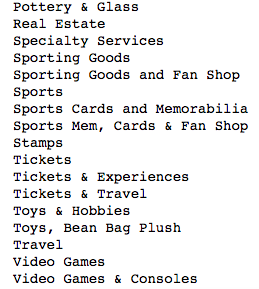 Pottery & Glass
Real Estate
Specialty Services
Sporting Goods
Sporting Goods and Fan Shop
Sports
Sports Cards and Memorabilia
Sports Mem, Cards & Fan Shop
Stamps
Tickets
Tickets & Experiences
Tickets & Travel
Toys & Hobbies
Toys, Bean Bag Plush
Travel
Video Games
Video Games & Consoles